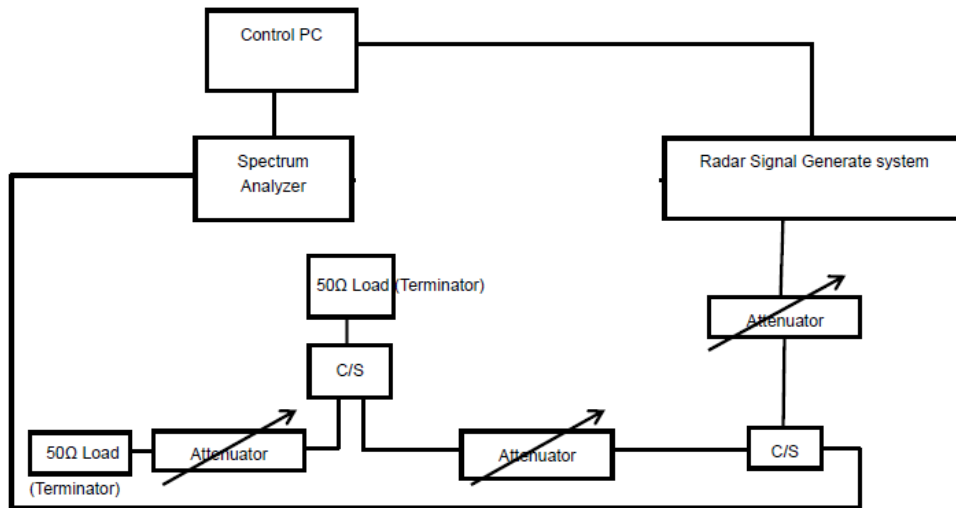 Control PC
Spectrum
Analyzer
Radar Signal Generate system
50Ω Load (Terminator)
Attenuator
C/S
50Ω Load
(Terminator)
Attenuator
Attenuator
C/S